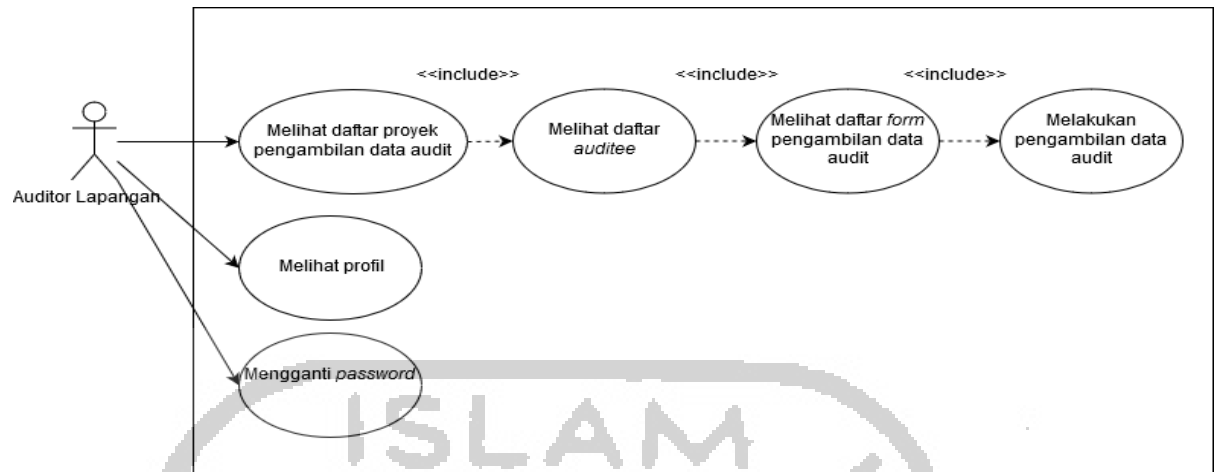 <<include>>
<<include>>
<<include>>
Melihat daftar proyek
pengambilan data audit
Melihat daftar
auditee
Melihat daftar form
pengambilan data
audit
Melakukan
pengambilan data
audit
Auditor Lapangan
Melihat profil
Mengganti password
ISLAM